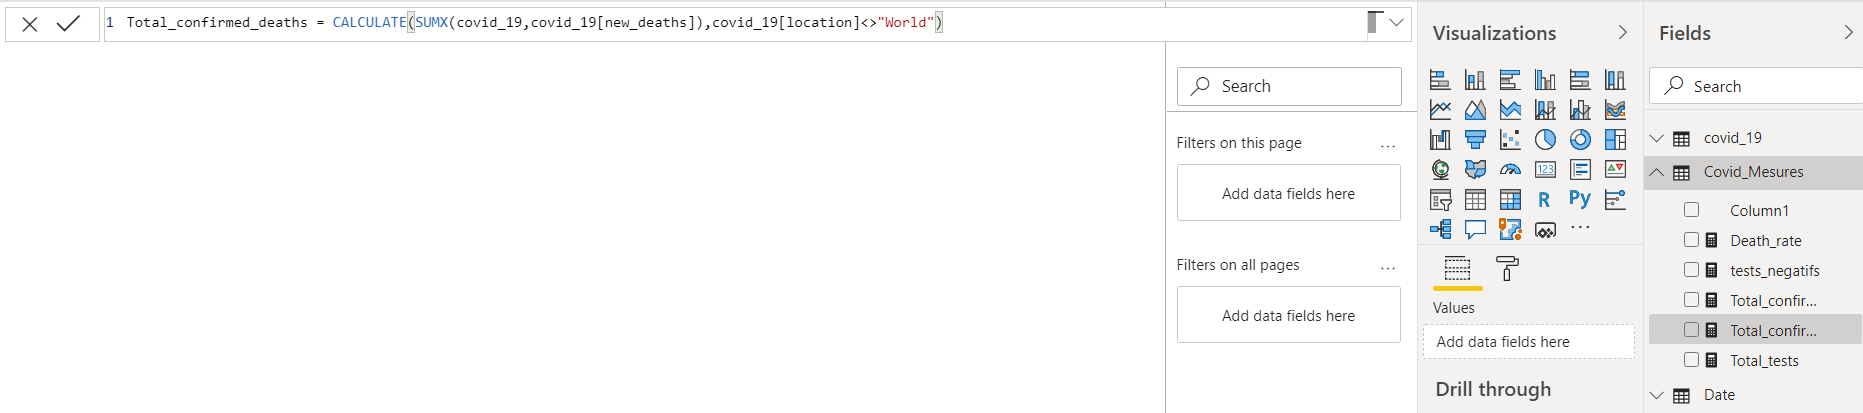 1 Total_confirmed_deaths = CALCULATE(SUMX(covid_19,covid_19[new_deaths]),covid_19[location]<>"World")
Search
Filters on this page
...
Add data fields here
Filters on all pages
...
Add data fields here
Visualizations
123
R
Py
...
Values
Add data fields here
Drill through
Fields
Search
covid_19
Covid_Mesures
Column1
Death_rate
tests_negatifs
Total_confir...
Total_confir...
Total_tests
Date